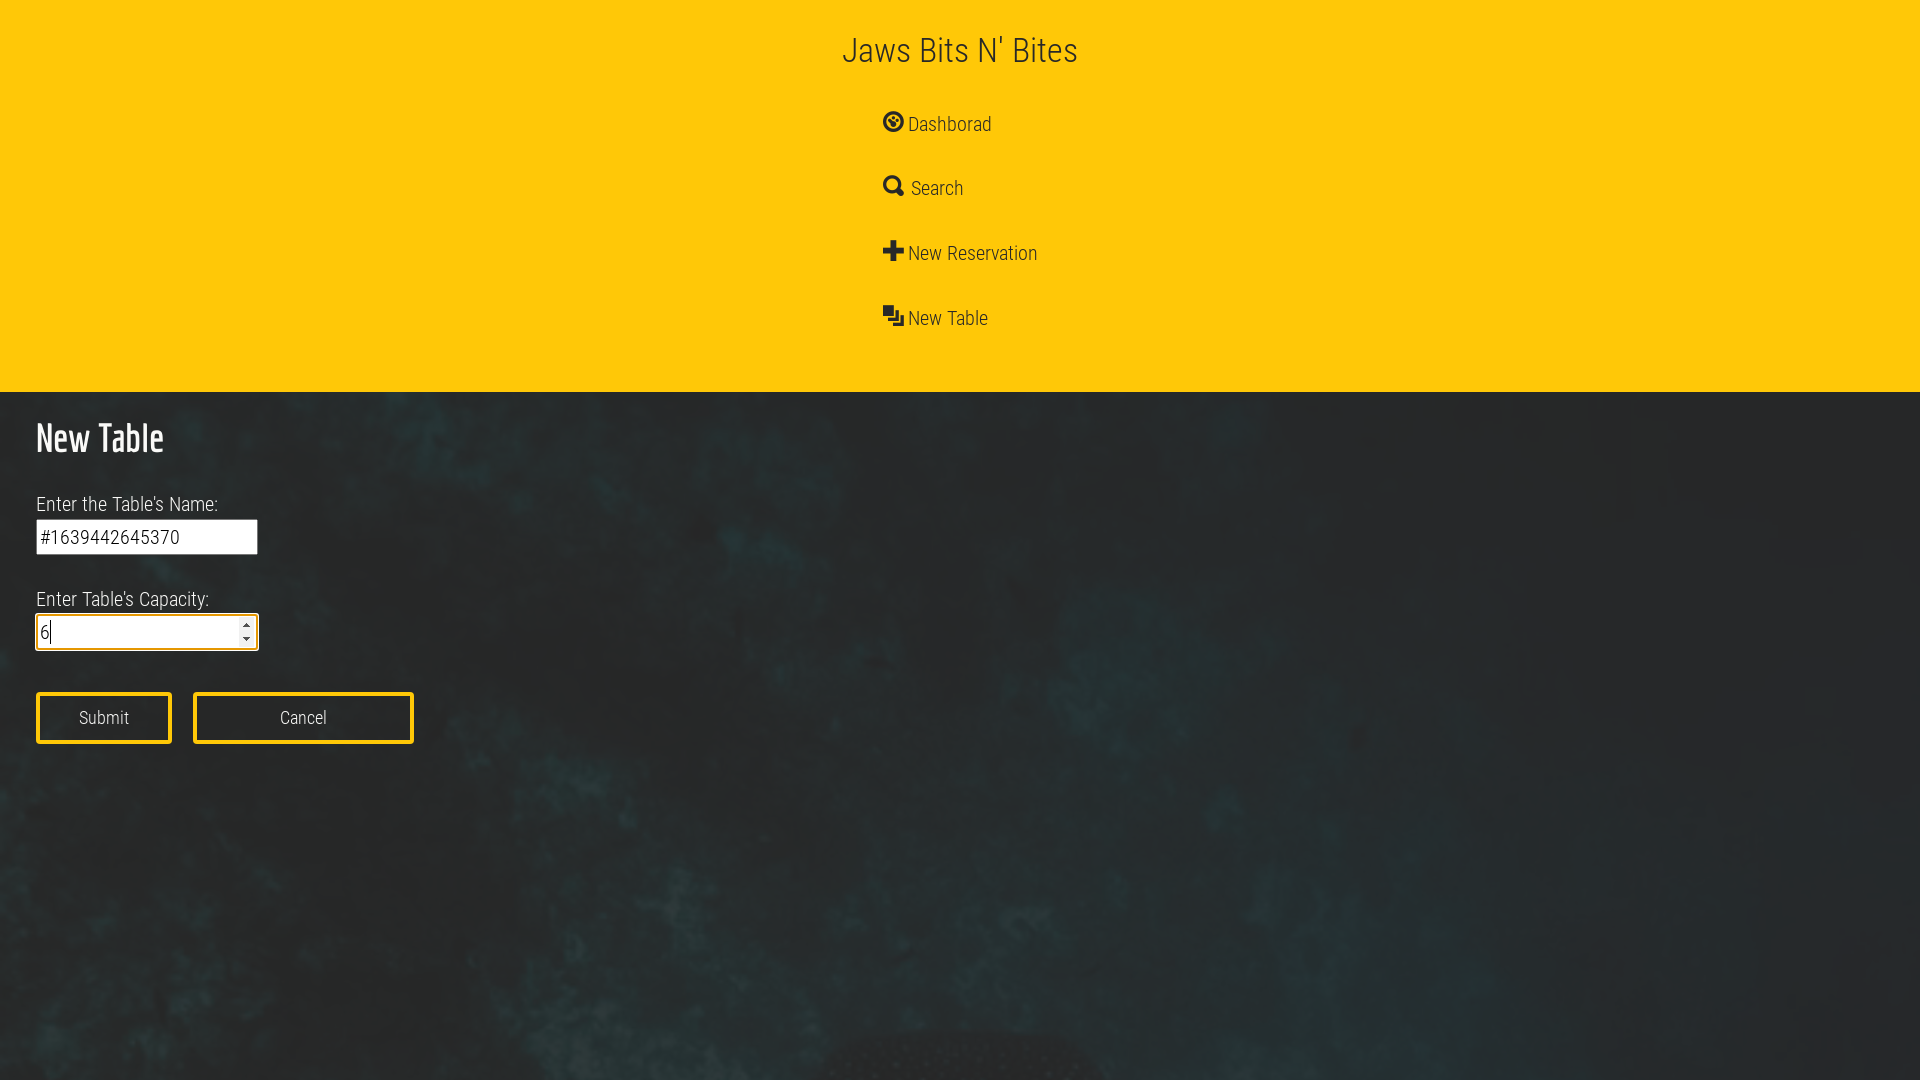 Jaws Bits N' Bites
Dashborad
Search
New Reservation
New Table
New Table
Enter the Table's Name:
#1639442645370
Enter Table's Capacity:
6
Submit
Cancel